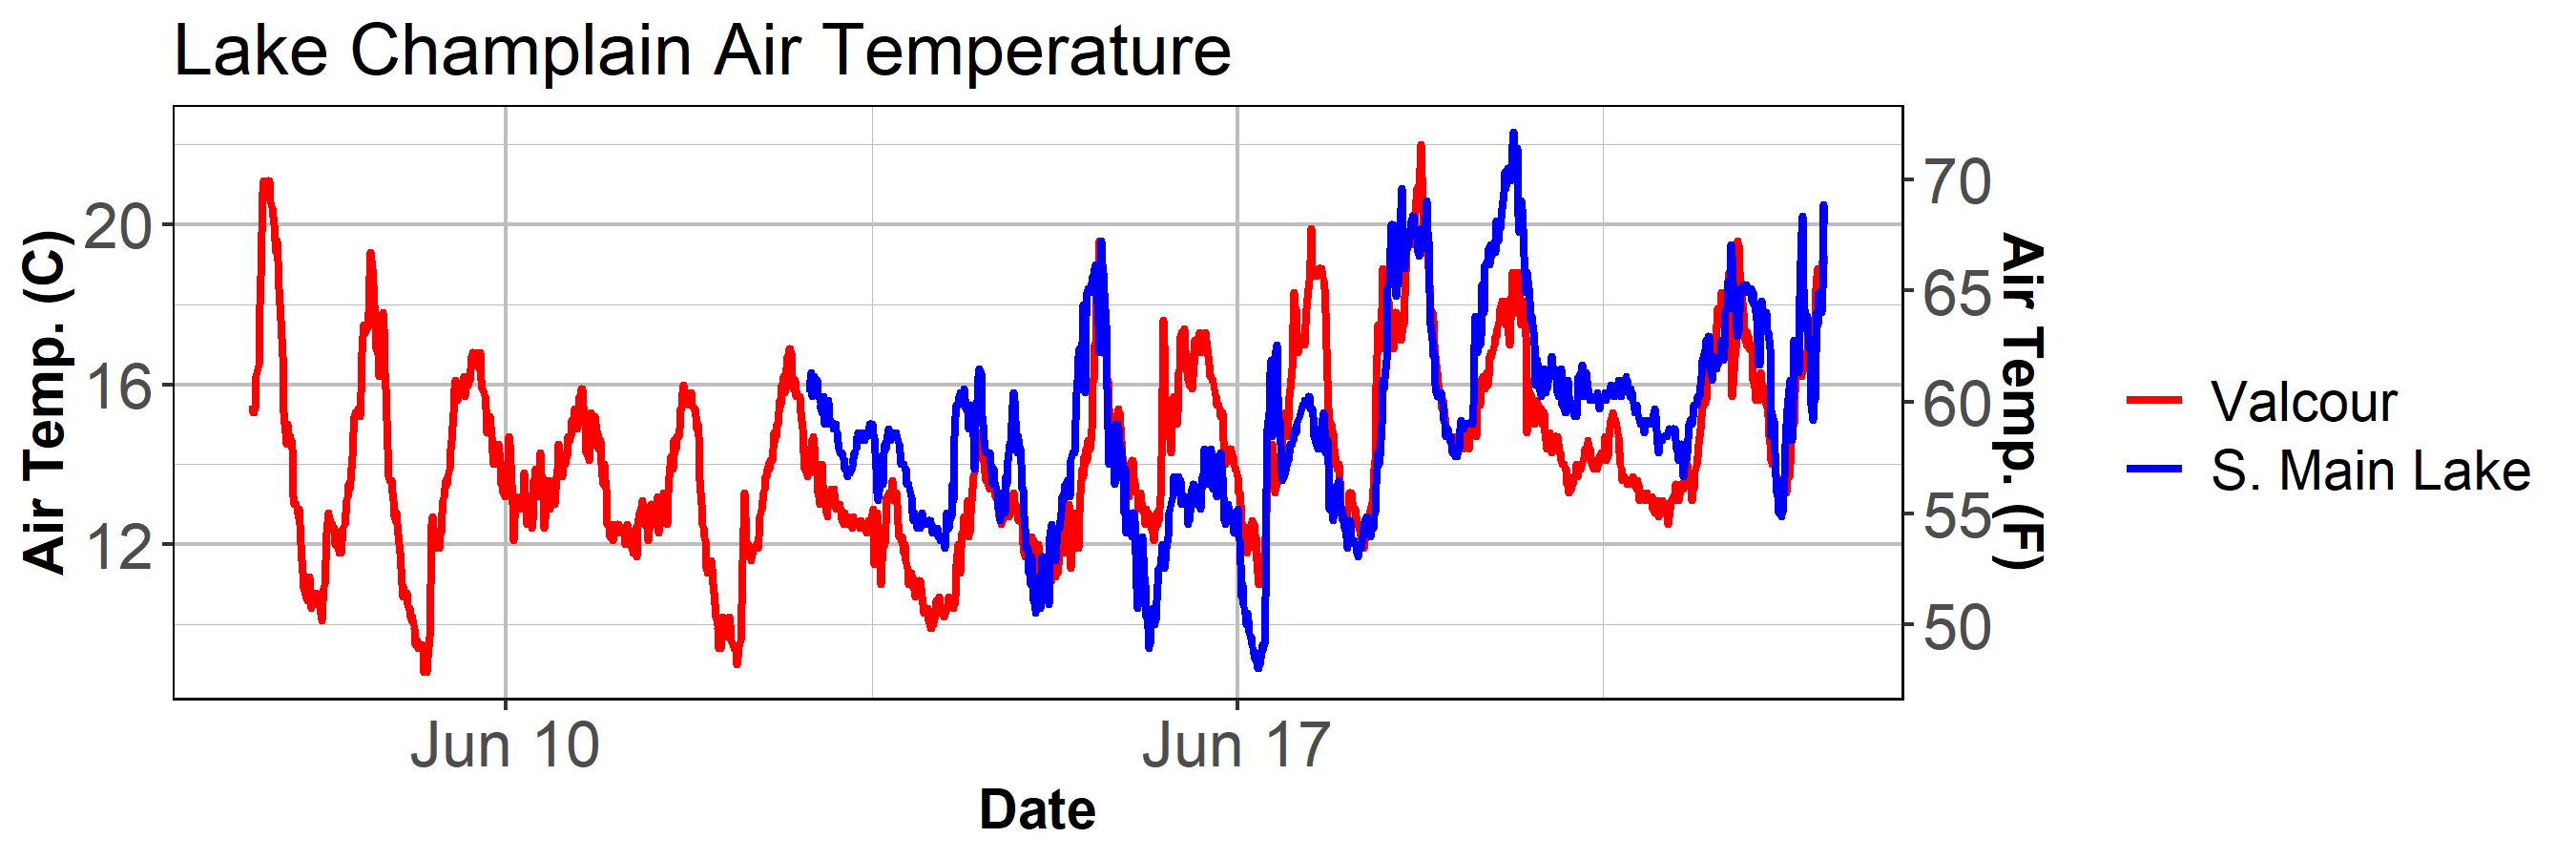 Lake Champlain Air Temperature
Air Temp. (C)
20
16
12
70
65
60
55
50
Air Temp. (F)
Jun 10
Jun 17
Date
Valcour
S. Main Lake